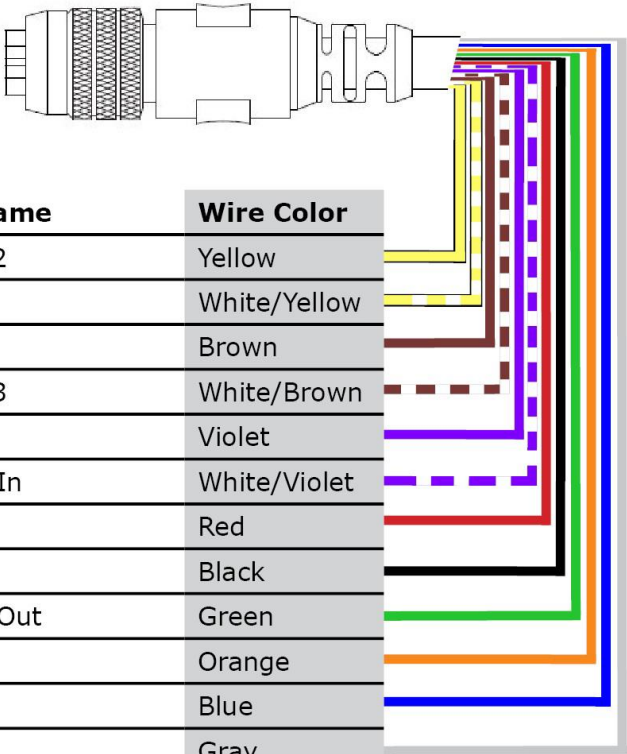 ame Wire Color
2 Yellow
White/Yellow
Brown
3 White/Brown
Violet
In White/Violet
Red
Black
Out Green
Orange
Blue
Gray